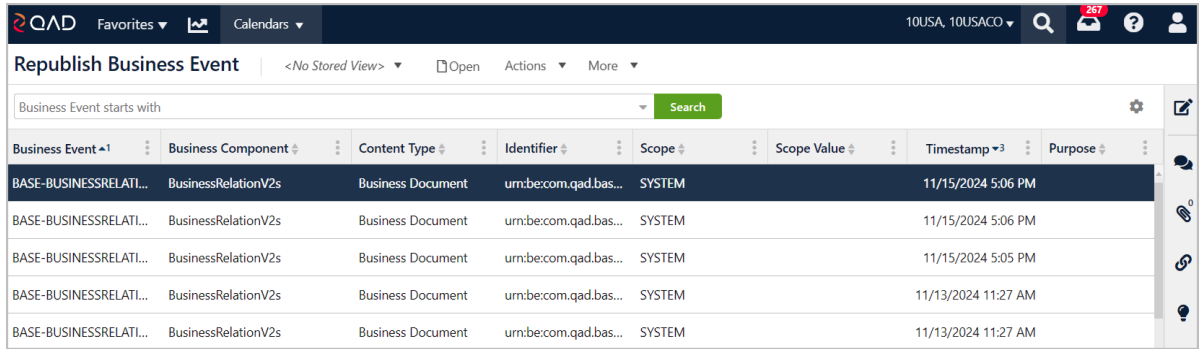 QAD Favorites Calendars 10USA, 10USACO 267
Republish Business Event <No Stored View> Open Actions More
Business Event starts with Search
Business Event 1 Business Component Content Type Identifier Scope Scope Value Timestamp 3 Purpose
BASE-BUSINESSRELATI... BusinessRelationV2s Business Document urn:be:com.qad.bas... SYSTEM 11/15/2024 5:06 PM
BASE-BUSINESSRELATI... BusinessRelationV2s Business Document urn:be:com.qad.bas... SYSTEM 11/15/2024 5:06 PM
0
BASE-BUSINESSRELATI... BusinessRelationV2s Business Document urn:be:com.qad.bas... SYSTEM 11/15/2024 5:05 PM
BASE-BUSINESSRELATI... BusinessRelationV2s Business Document urn:be:com.qad.bas... SYSTEM 11/13/2024 11:27 AM
BASE-BUSINESSRELATI... BusinessRelationV2s Business Document urn:be:com.qad.bas... SYSTEM 11/13/2024 11:27 AM